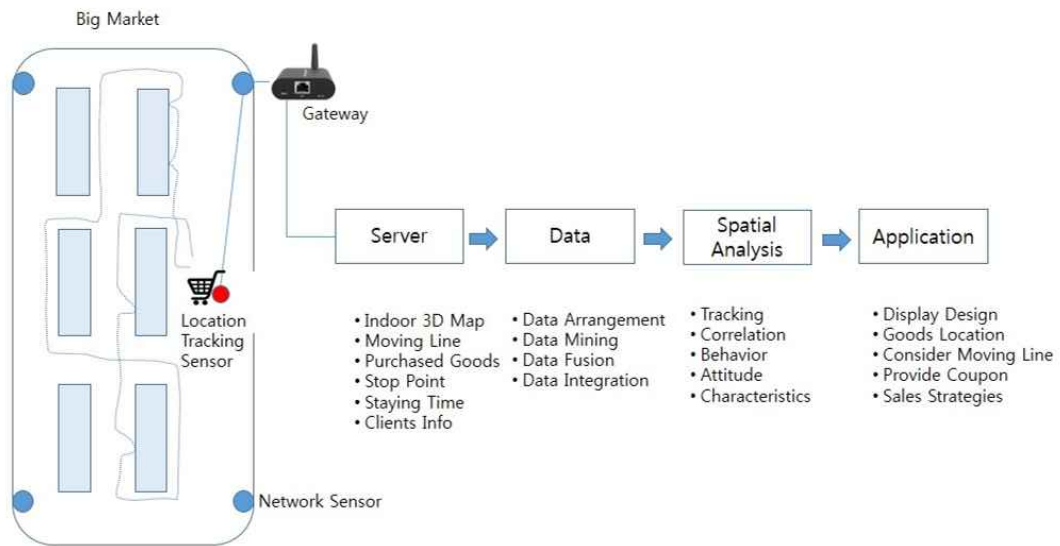 Big Market
Gateway
Server
Data
Spatial
Analysis
Application
Location
Tracking
Sensor
• Indoor 3D Map
• Moving Line
• Purchased Goods
• Stop Point
• Staying Time
• Clients Info
• Data Arrangement
• Data Mining
• Data Fusion
• Data Integration
• Tracking
• Correlation
• Behavior
• Attitude
• Characteristics
• Display Design
• Goods Location
• Consider Moving Line
• Provide Coupon
• Sales Strategies
Network Sensor